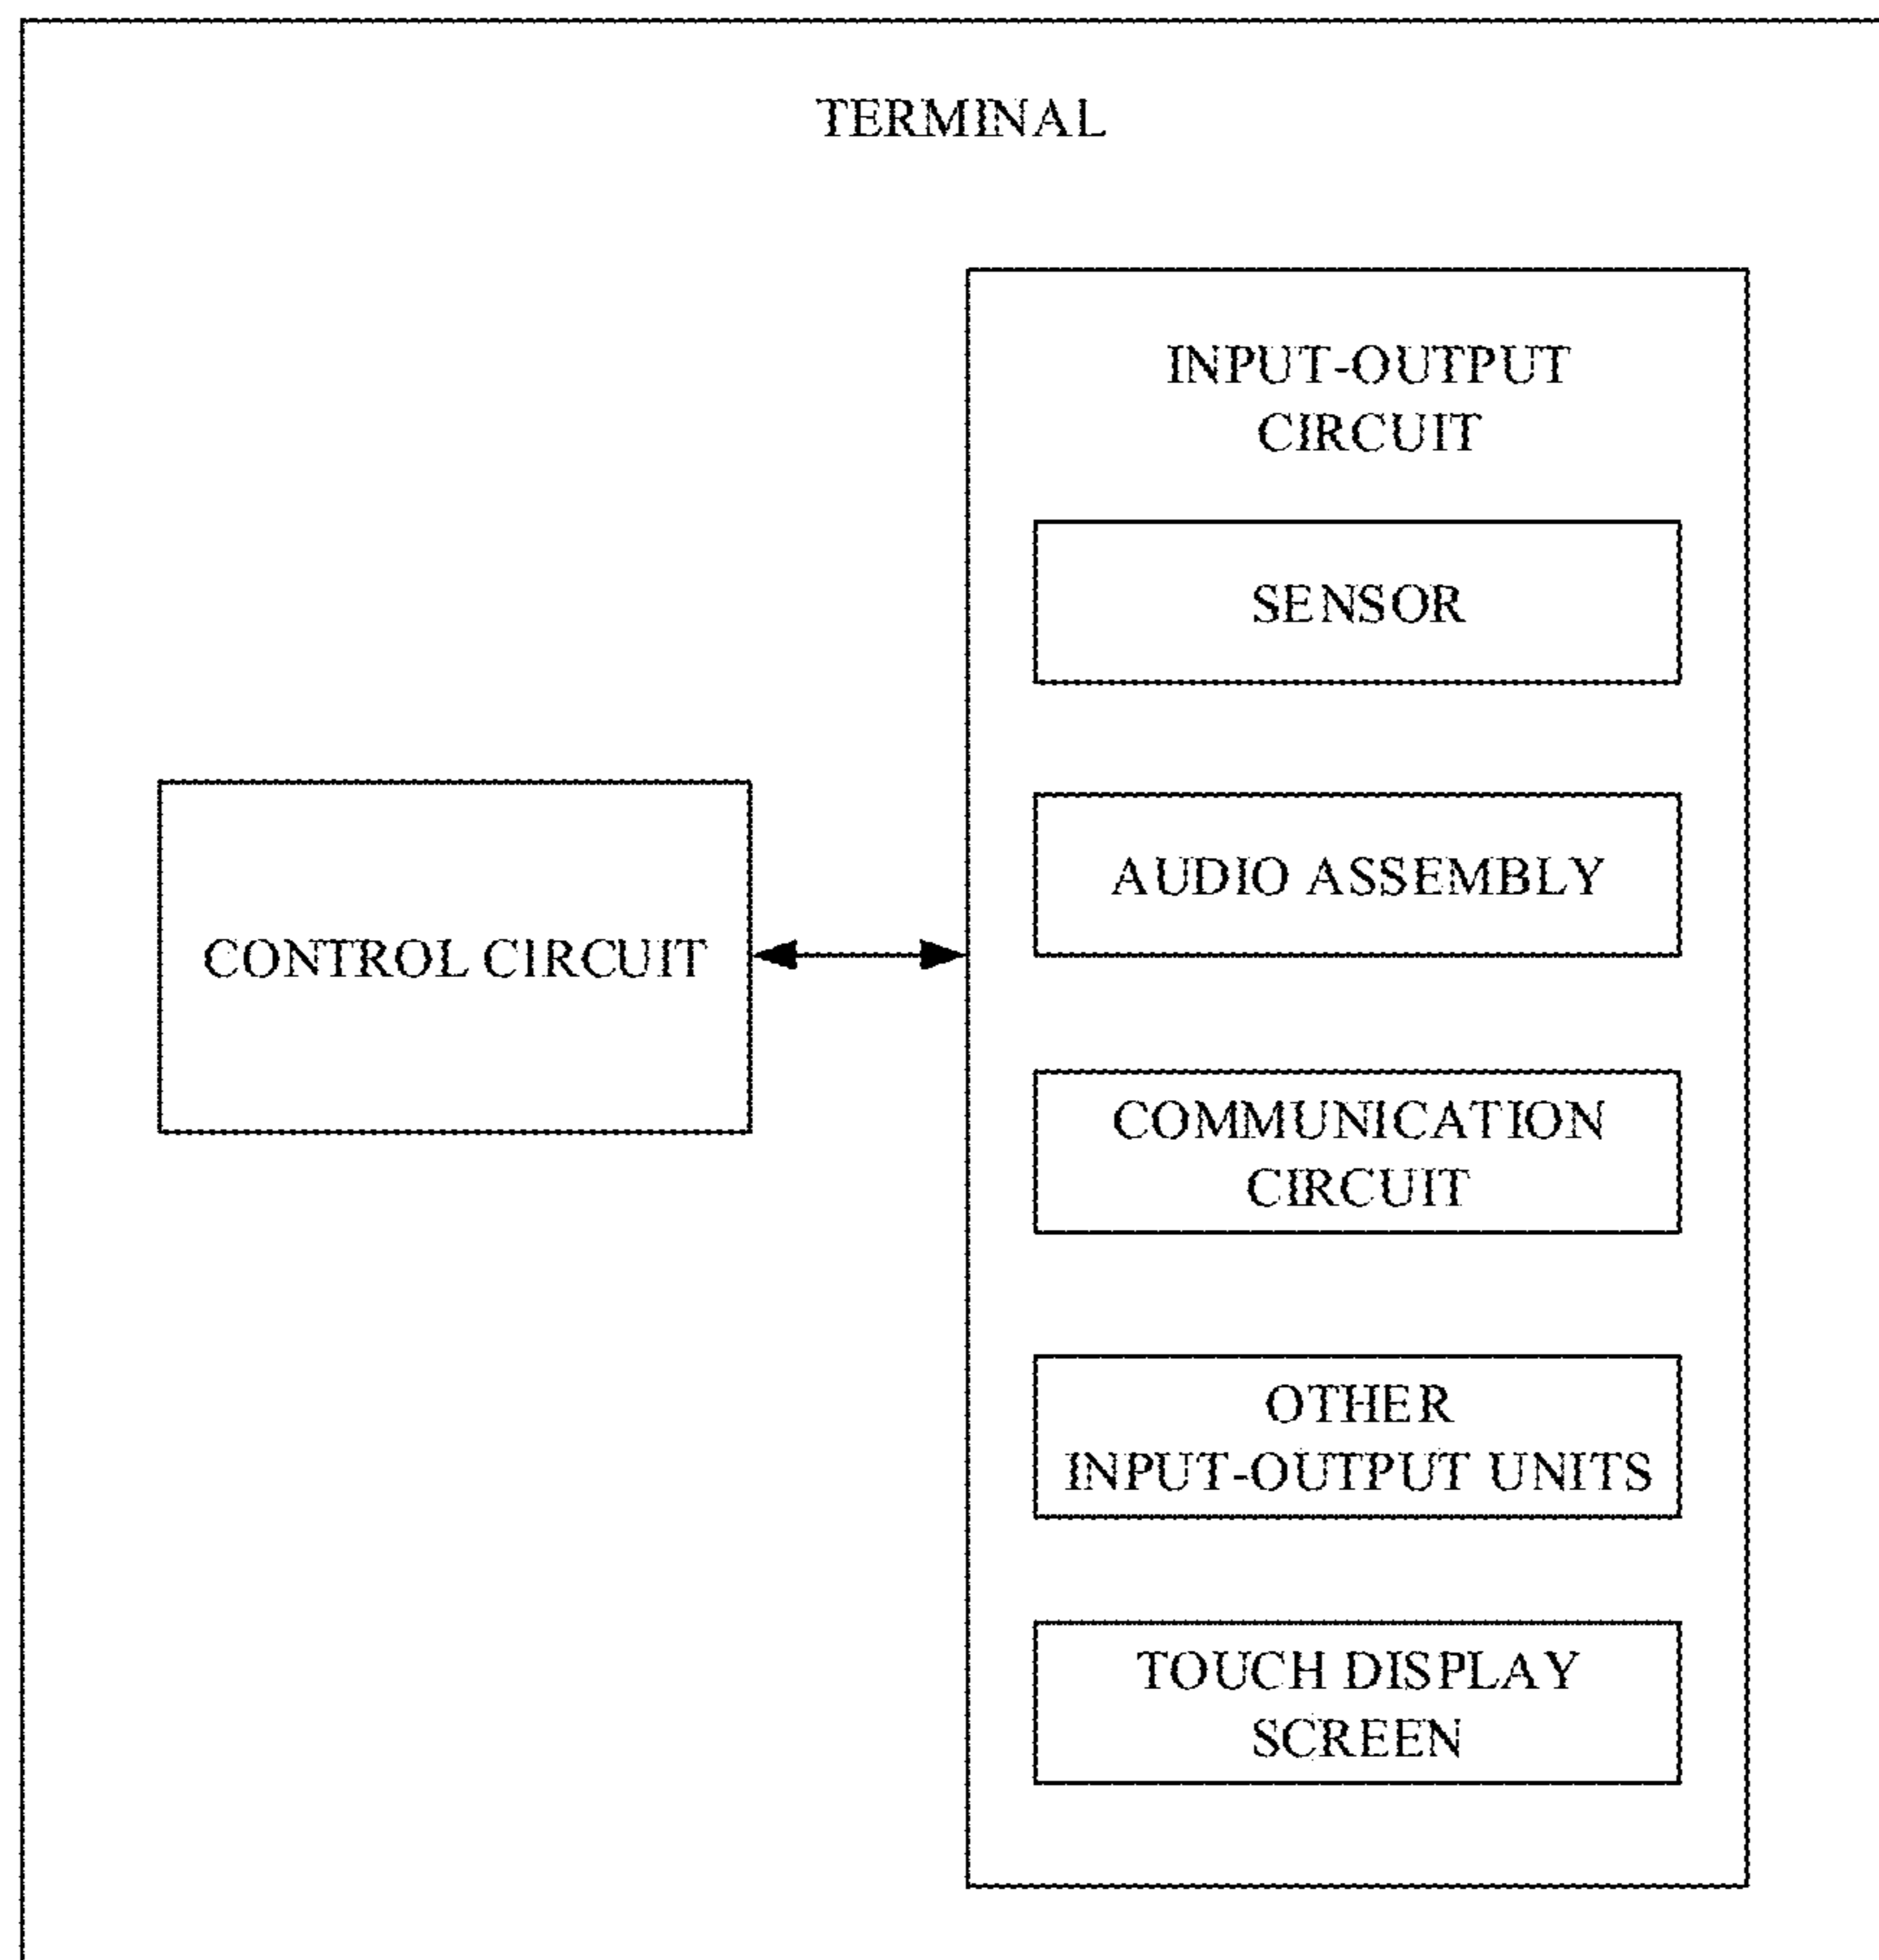 TERMINAL
INPUT-OUTPUT
CIRCUIT
SENSOR
AUDIO ASSEMBLY
CONTROL CIRCUIT
COMMUNICATION
CIRCUIT
OTHER
INPUT-OUTPUT UNITS
TOUCH DISPLAY
SCREEN